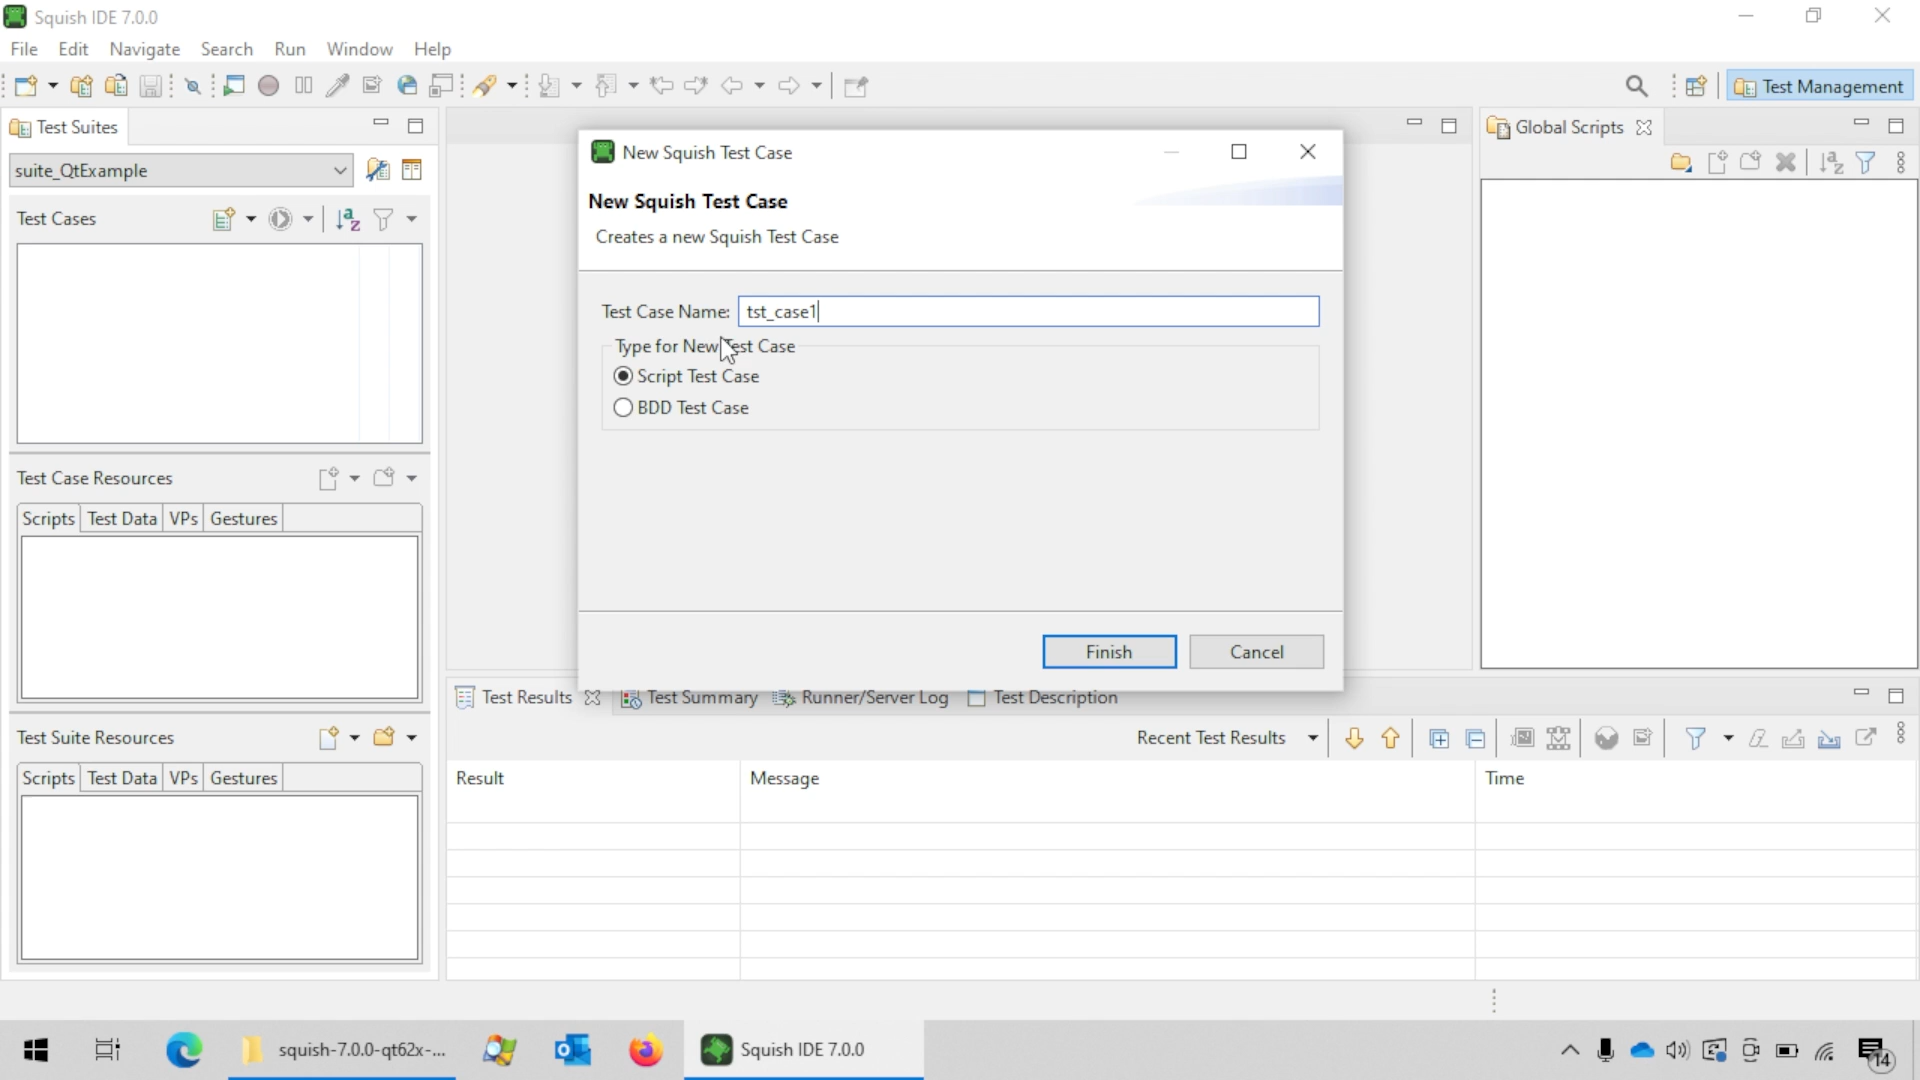 Squish IDE 7.0.0
File Edit Navigate Search Run Window Help
Test Management
Test Suites
suite_QtExample
Test Cases
Test Case Resources
Scripts Test Data VPs Gestures
Test Suite Resources
Scripts Test Data VPs Gestures
New Squish Test Case
New Squish Test Case
Creates a new Squish Test Case
Test Case Name: tst_case1
Type for New Test Case
Script Test Case
BDD Test Case
Finish Cancel
Global Scripts
Test Results Test Summary Runner/Server Log Test Description
Recent Test Results
Result Message Time
squish-7.0.0-qt62x-...
Squish IDE 7.0.0
14